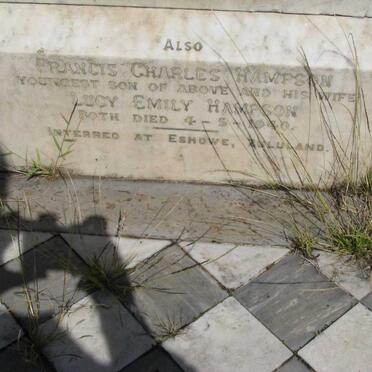 Also
Francis Charles Hampson
youngest son of above and his wife
Lucy Emily Hampson
both died 4-5-1940.
Interred at Eshowe, Zululand.